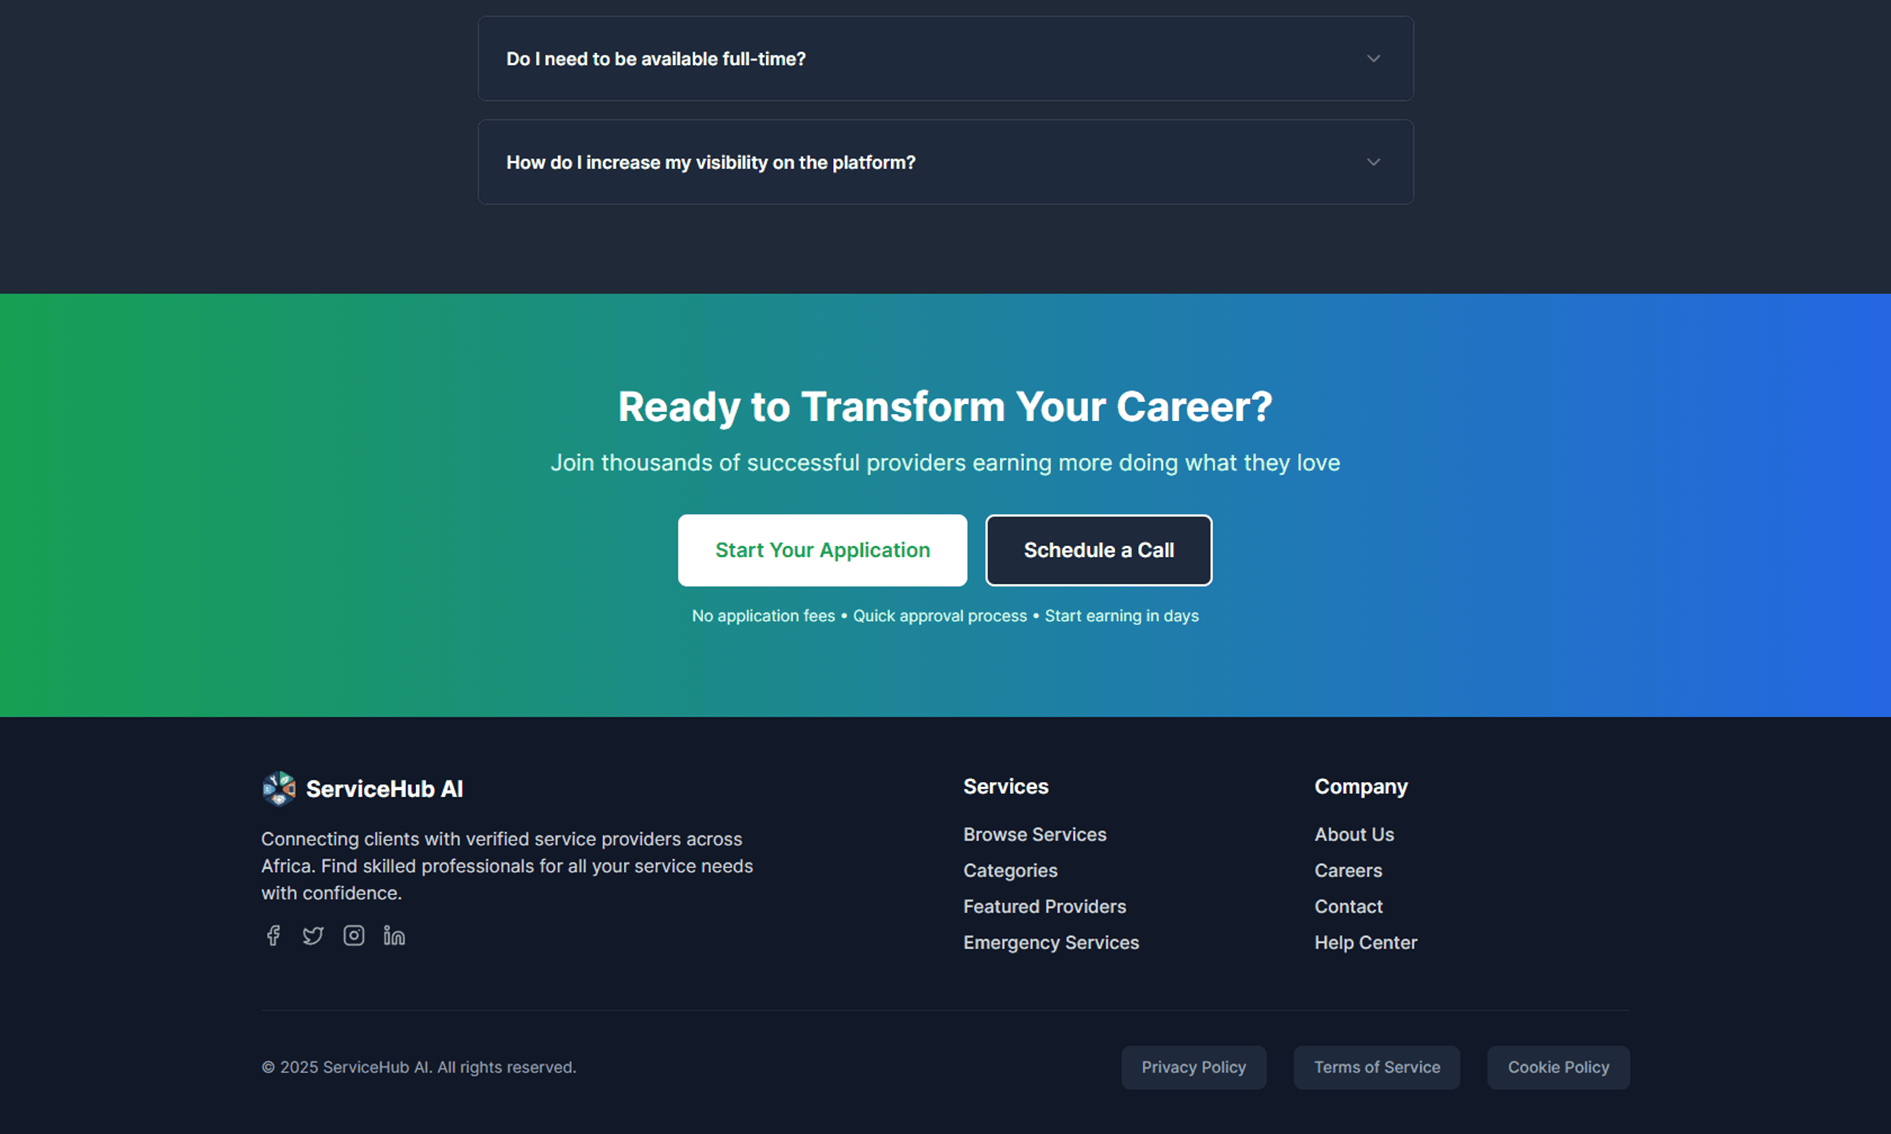 Do I need to be available full-time?
How do I increase my visibility on the platform?
Ready to Transform Your Career?
Join thousands of successful providers earning more doing what they love
Start Your Application
Schedule a Call
No application fees • Quick approval process • Start earning in days
ServiceHub AI
Connecting clients with verified service providers across
Africa. Find skilled professionals for all your service needs
with confidence.
Services
Browse Services
Categories
Featured Providers
Emergency Services
Company
About Us
Careers
Contact
Help Center
© 2025 ServiceHub AI. All rights reserved.
Privacy Policy
Terms of Service
Cookie Policy